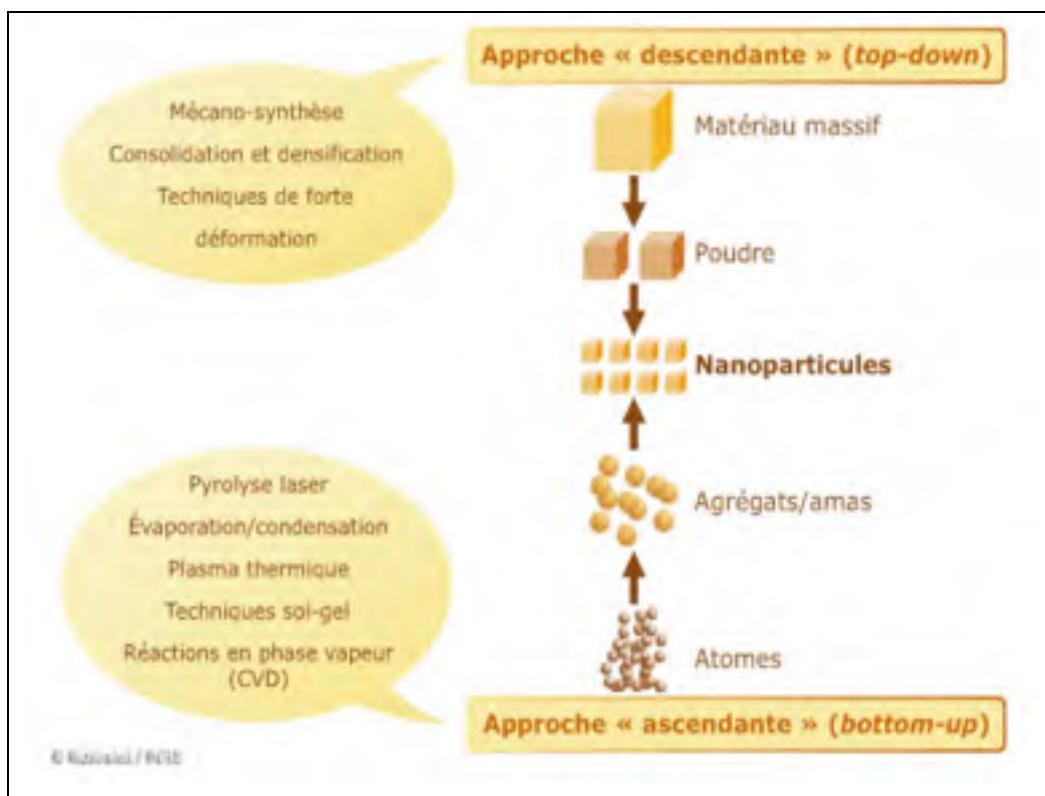 Approche « descendante » (top-down)
Mécano-synthèse
Consolidation et densification
Techniques de forte
déformation
Matériau massif
Poudre
Nanoparticules
Agrégats/amas
Atomes
Pyrolyse laser
Évaporation/condensation
Plasma thermique
Techniques sol-gel
Réactions en phase vapeur
(CVD)
Approche « ascendante » (bottom-up)
©